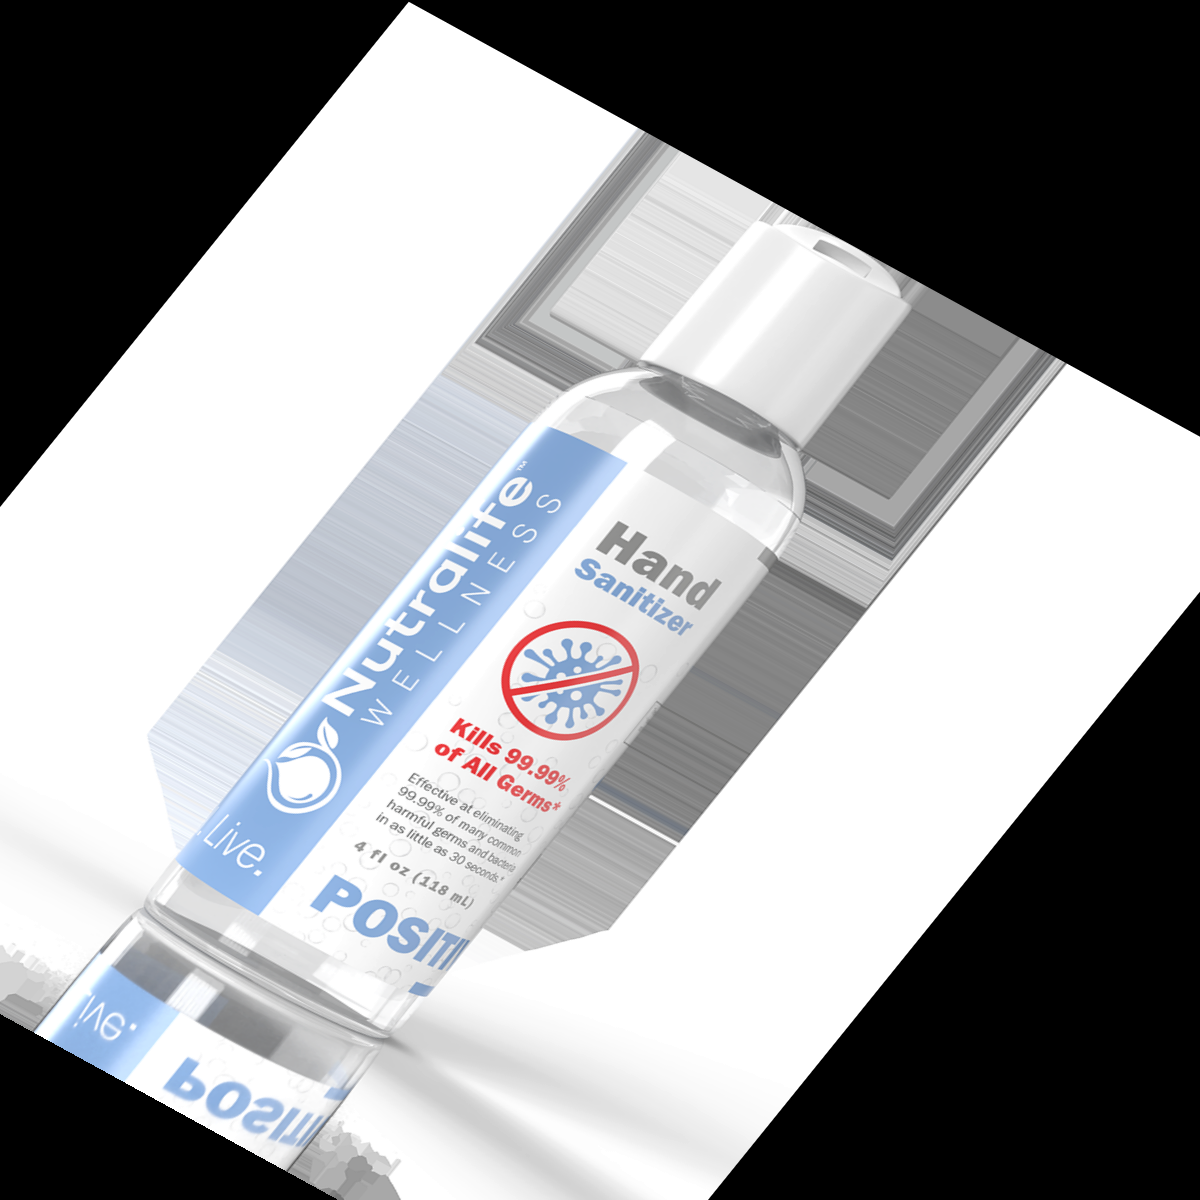 Nutralife™
WELLNESS
Live.
Hand
Sanitizer
Kills 99.99%
of All Germs*
Effective at eliminating
99.99% of many common
harmful germs and bacteria
in as little as 30 seconds.†
4 fl oz (118 mL)